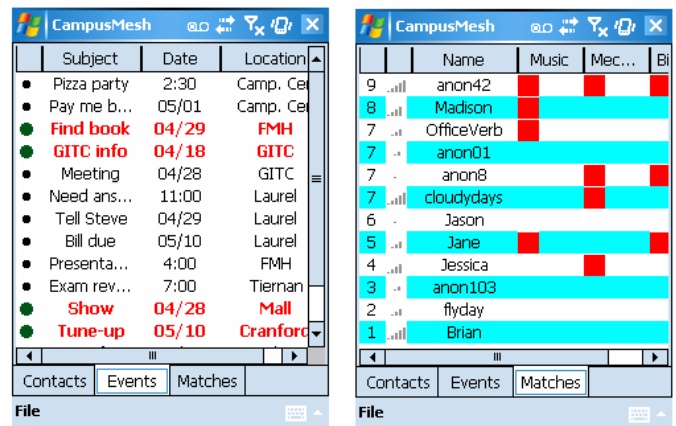 CampusMesh
Subject Date Location
Pizza party 2:30 Camp. Cer
Pay me b... 05/01 Camp. Cer
Find book 04/29 FMH
GITC info 04/18 GITC
Meeting 04/28 GITC
Need ans... 11:00 Laurel
Tell Steve 04/29 Laurel
Bill due 05/10 Laurel
Presenta... 4:00 FMH
Exam rev... 7:00 Tiernan
Show 04/28 Mall
Tune-up 05/10 Cranford
Contacts Events Matches
File
CampusMesh
Name Music Mec... Bi
9 anon42
8 Madison
7 OfficeVerb
7 anon01
7 anon8
7 cloudydays
6 Jason
5 Jane
4 Jessica
3 anon103
2 flyday
1 Brian
Contacts Events Matches
File